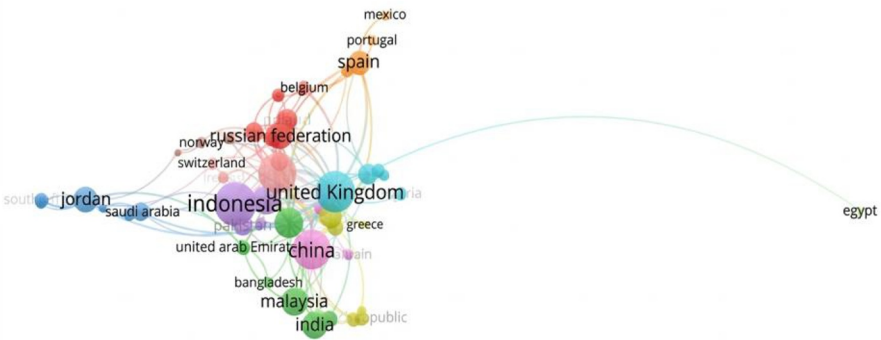 mexico
portugal
spain
belgium
russian federation
norway
switzerland
united Kingdom
indonesia
jordan
saudi arabia
egypt
pakistan
greece
united arab Emirat
china
bangladesh
malaysia
india